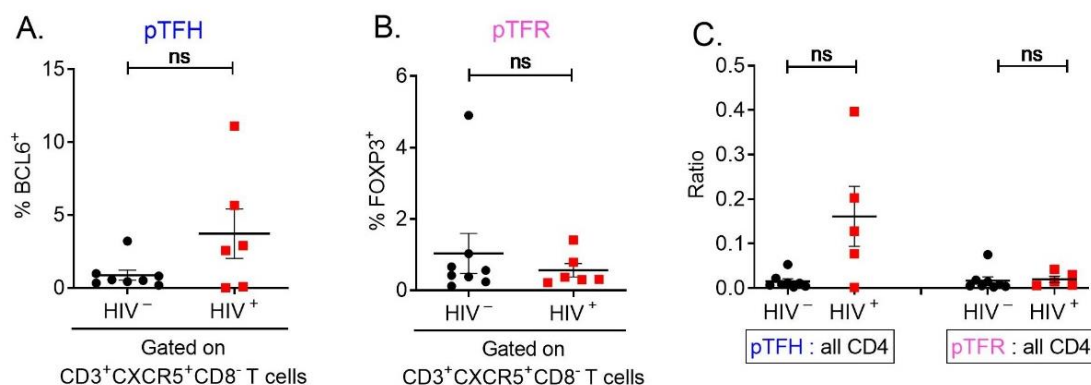 A.
pTFH
ns
15
10
5
0
% BCL6⁺
HIV⁻ HIV⁺
Gated on
CD3⁺CXCR5⁺CD8⁻ T cells
B.
pTFR
ns
6
4
2
0
% FOXP3⁺
HIV⁻ HIV⁺
Gated on
CD3⁺CXCR5⁺CD8⁻ T cells
C.
ns ns
0.5
0.4
0.3
0.2
0.1
0.0
Ratio
HIV⁻ HIV⁺ HIV⁻ HIV⁺
pTFH : all CD4 pTFR : all CD4